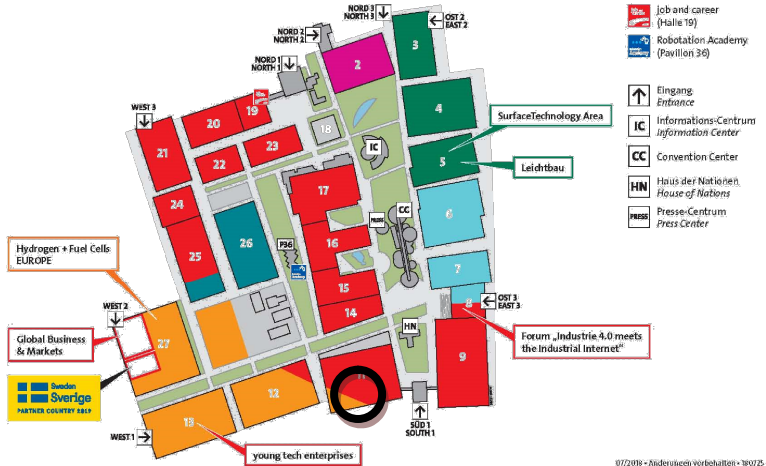 NORD 3
NORTH 3
OST 2
EAST 2
NORD 2
NORTH 2
NORD 1
NORTH 1
WEST 3
2
3
4
5
6
7
8
9
11
12
13
14
15
16
17
18
19
20
21
22
23
24
25
26
27
IC
CC
PRESS
P36
HN
OST 3
EAST 3
WEST 2
WEST 1
SÜD 1
SOUTH 1
SurfaceTechnology Area
Leichtbau
Hydrogen + Fuel Cells
EUROPE
Global Business
& Markets
Sweden
Sverige
PARTNER COUNTRY 2019
young tech enterprises
Forum „Industrie 4.0 meets
the Industrial Internet“
Job and career
(Halle 19)
Robotation Academy
(Pavilion 36)
Eingang
Entrance
IC
Informations-Centrum
Information Center
CC
Convention Center
HN
Haus der Nationen
House of Nations
PRESS
Presse-Centrum
Press Center
07/2018 • Änderungen vorbehalten • 180725